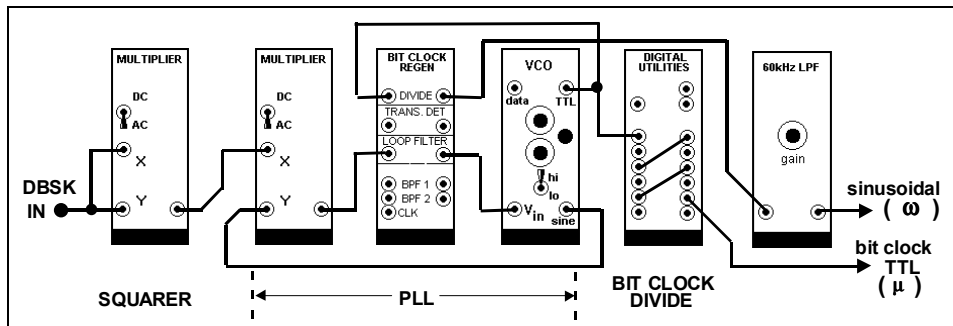 MULTIPLIER
DC
AC
X
Y
DBSK
IN
SQUARER
MULTIPLIER
DC
AC
X
Y
BIT CLOCK
REGEN
DIVIDE
TRANS. DET
LOOP FILTER
BPF 1
BPF 2
CLK
VCO
data
TTL
hi
lo
Vin
sine
PLL
DIGITAL
UTILITIES
BIT CLOCK
DIVIDE
60kHz LPF
gain
sinusoidal
( ω )
bit clock
TTL
( μ )